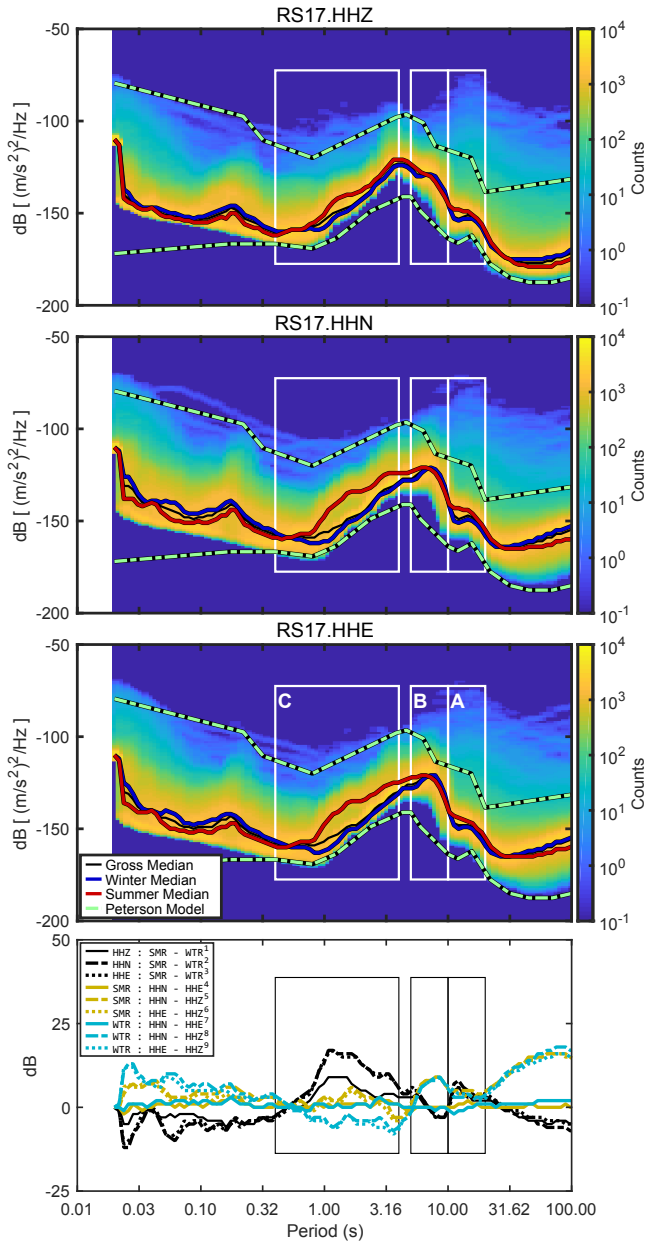 RS17.HHZ
-50
-100
-150
-200
dB [ (m/s²)²/Hz]
10⁴
10³
10²
10¹
10⁰
10⁻¹
Counts
RS17.HHN
-50
-100
-150
-200
dB [ (m/s²)²/Hz]
10⁴
10³
10²
10¹
10⁰
10⁻¹
Counts
RS17.HHE
-50
-100
-150
-200
dB [ (m/s²)²/Hz]
C B A
Gross Median
Winter Median
Summer Median
Peterson Model
10⁴
10³
10²
10¹
10⁰
10⁻¹
Counts
50
25
0
-25
dB
HHZ : SMR - WTR¹
HHN : SMR - WTR²
HHE : SMR - WTR³
SMR : HHN - HHE⁴
SMR : HHN - HHZ⁵
SMR : HHE - HHZ⁶
WTR : HHN - HHE⁷
WTR : HHN - HHZ⁸
WTR : HHE - HHZ⁹
0.01 0.03 0.10 0.32 1.00 3.16 10.00 31.62 100.00
Period (s)